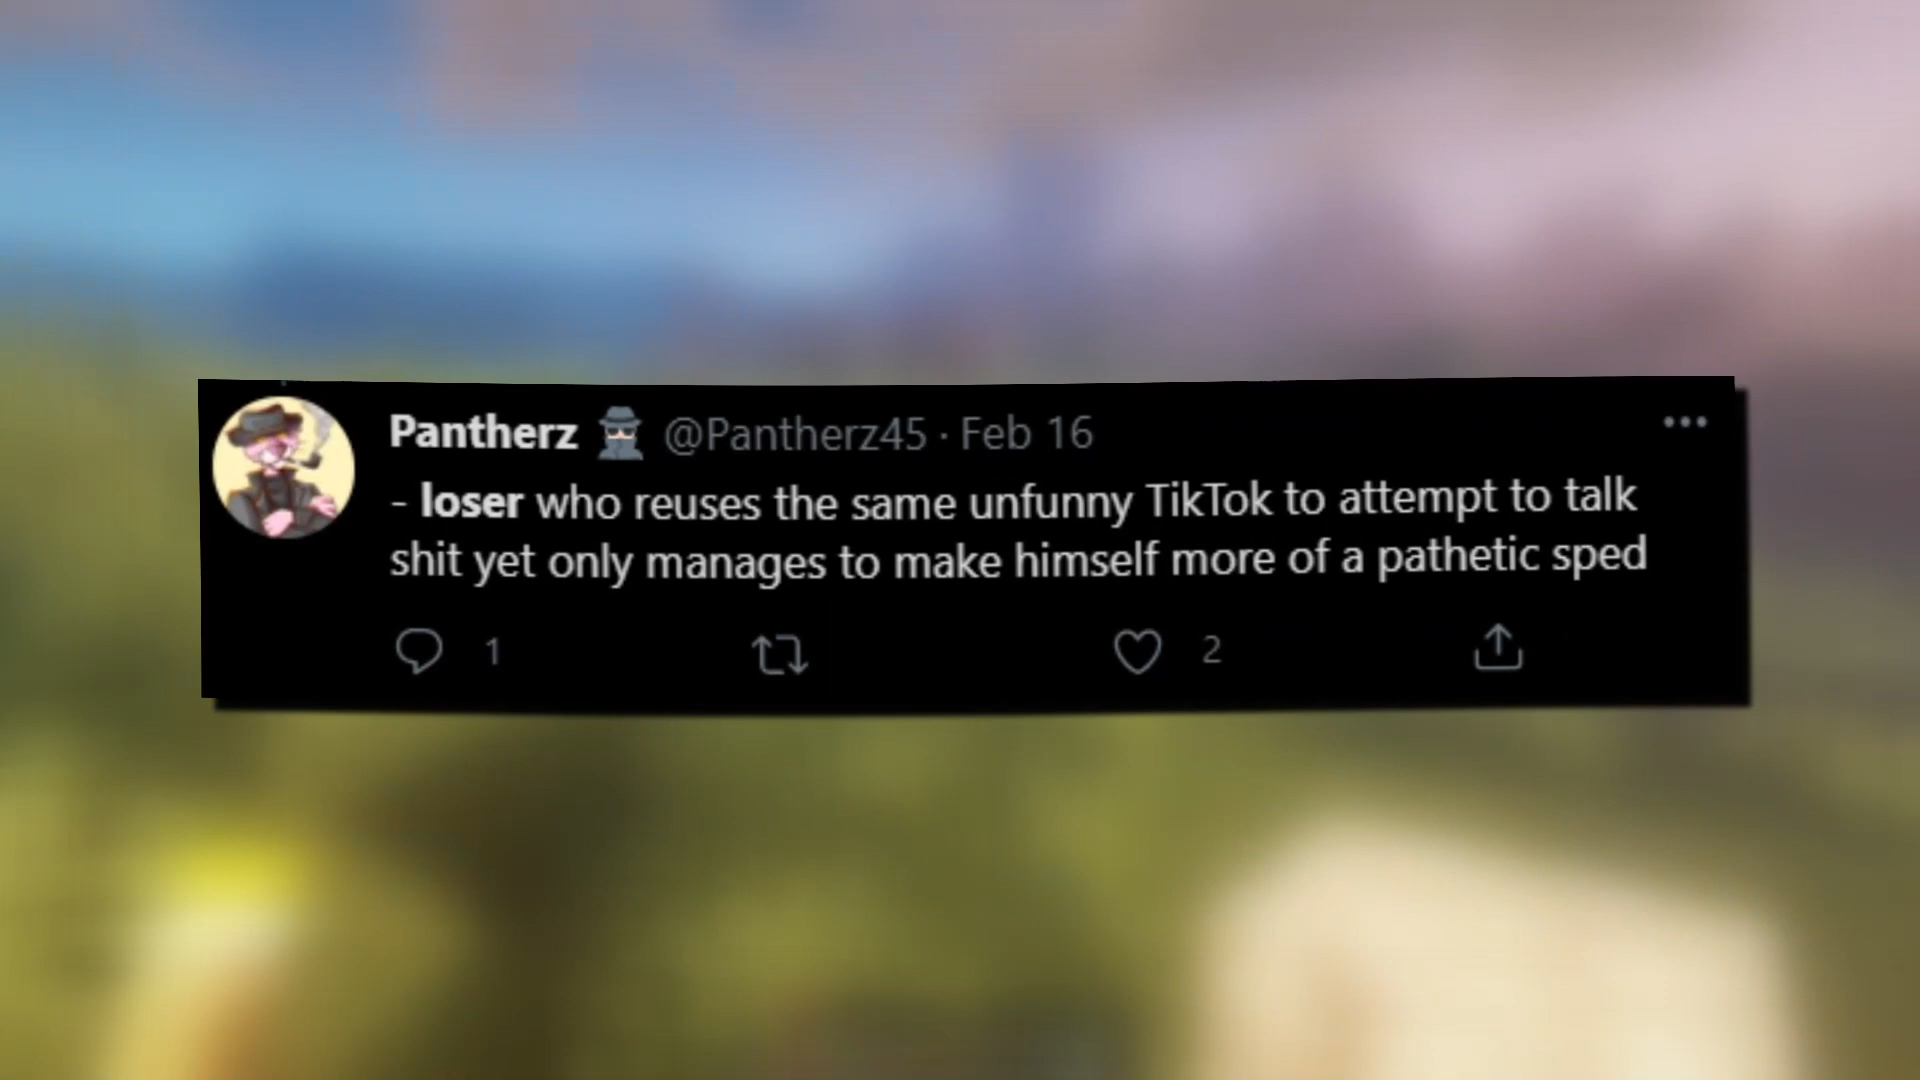 Pantherz @Pantherz45 · Feb 16
- loser who reuses the same unfunny TikTok to attempt to talk
shit yet only manages to make himself more of a pathetic sped
1 2